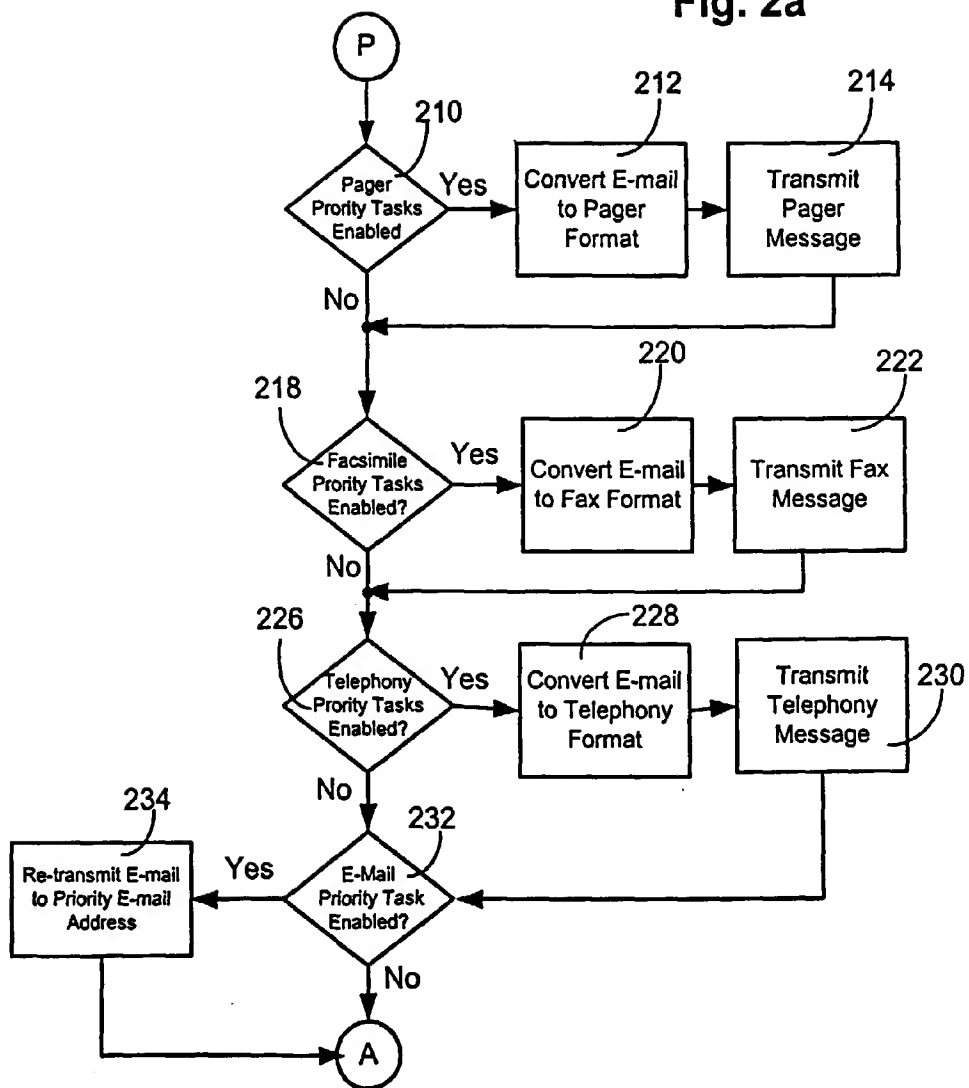 Fig. 2a
P
210
212
214
Pager
Prority Tasks
Enabled
Yes
Convert E-mail
to Pager
Format
Transmit
Pager
Message
No
218
220
222
Facsimile
Prority Tasks
Enabled?
Yes
Convert E-mail
to Fax Format
Transmit Fax
Message
No
226
228
230
Telephony
Prority Tasks
Enabled?
Yes
Convert E-mail
to Telephony
Format
Transmit
Telephony
Message
No
234
232
Re-transmit E-mail
to Priority E-mail
Address
Yes
E-Mail
Priority Task
Enabled?
No
A